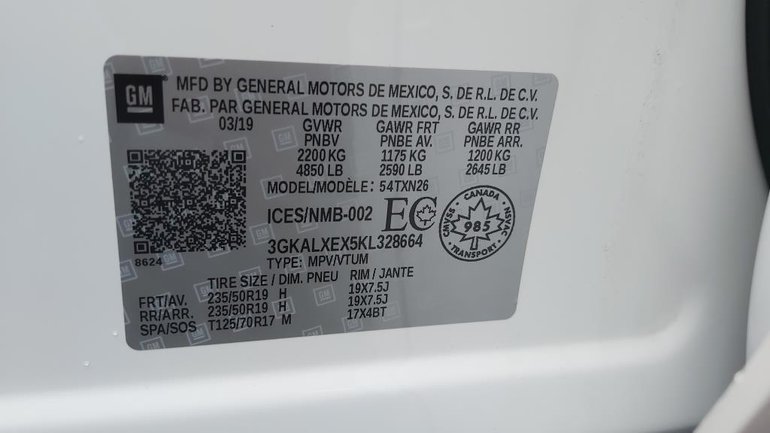 GM
MFD BY GENERAL MOTORS DE MEXICO, S. DE R.L. DE C.V.
FAB. PAR GENERAL MOTORS DE MEXICO, S. DE R.L. DE C.V.
03/19 GVWR GAWR FRT GAWR RR
PNBV PNBE AV. PNBE ARR.
2200 KG 1175 KG 1200 KG
4850 LB 2590 LB 2645 LB
MODEL/MODÈLE: 54TXN26
ICES/NMB-002 EC
CANADA
CMVSS NSVAC
985
TRANSPORT
8624
3GKALXEX5KL328664
TYPE: MPV/VTUM
TIRE SIZE / DIM. PNEU RIM / JANTE
FRT/AV. 235/50R19 H 19X7.5J
RR/ARR. 235/50R19 H 19X7.5J
SPA/SOS T125/70R17 M 17X4BT